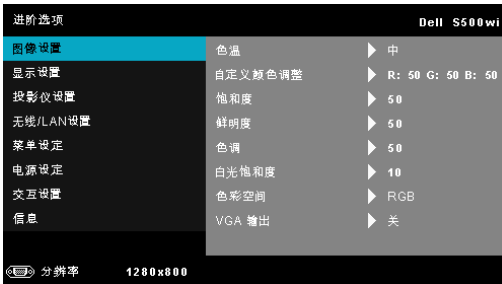 进阶选项 Dell S500wi
图像设置 色温 中
显示设置 自定义颜色调整 R: 50 G: 50 B: 50
投影仪设置 饱和度 50
无线/LAN设置 鲜明度 50
菜单设定 色调 50
电源设定 白光饱和度 10
交互设置 色彩空间 RGB
信息 VGA 输出 关
分辨率 1280x800